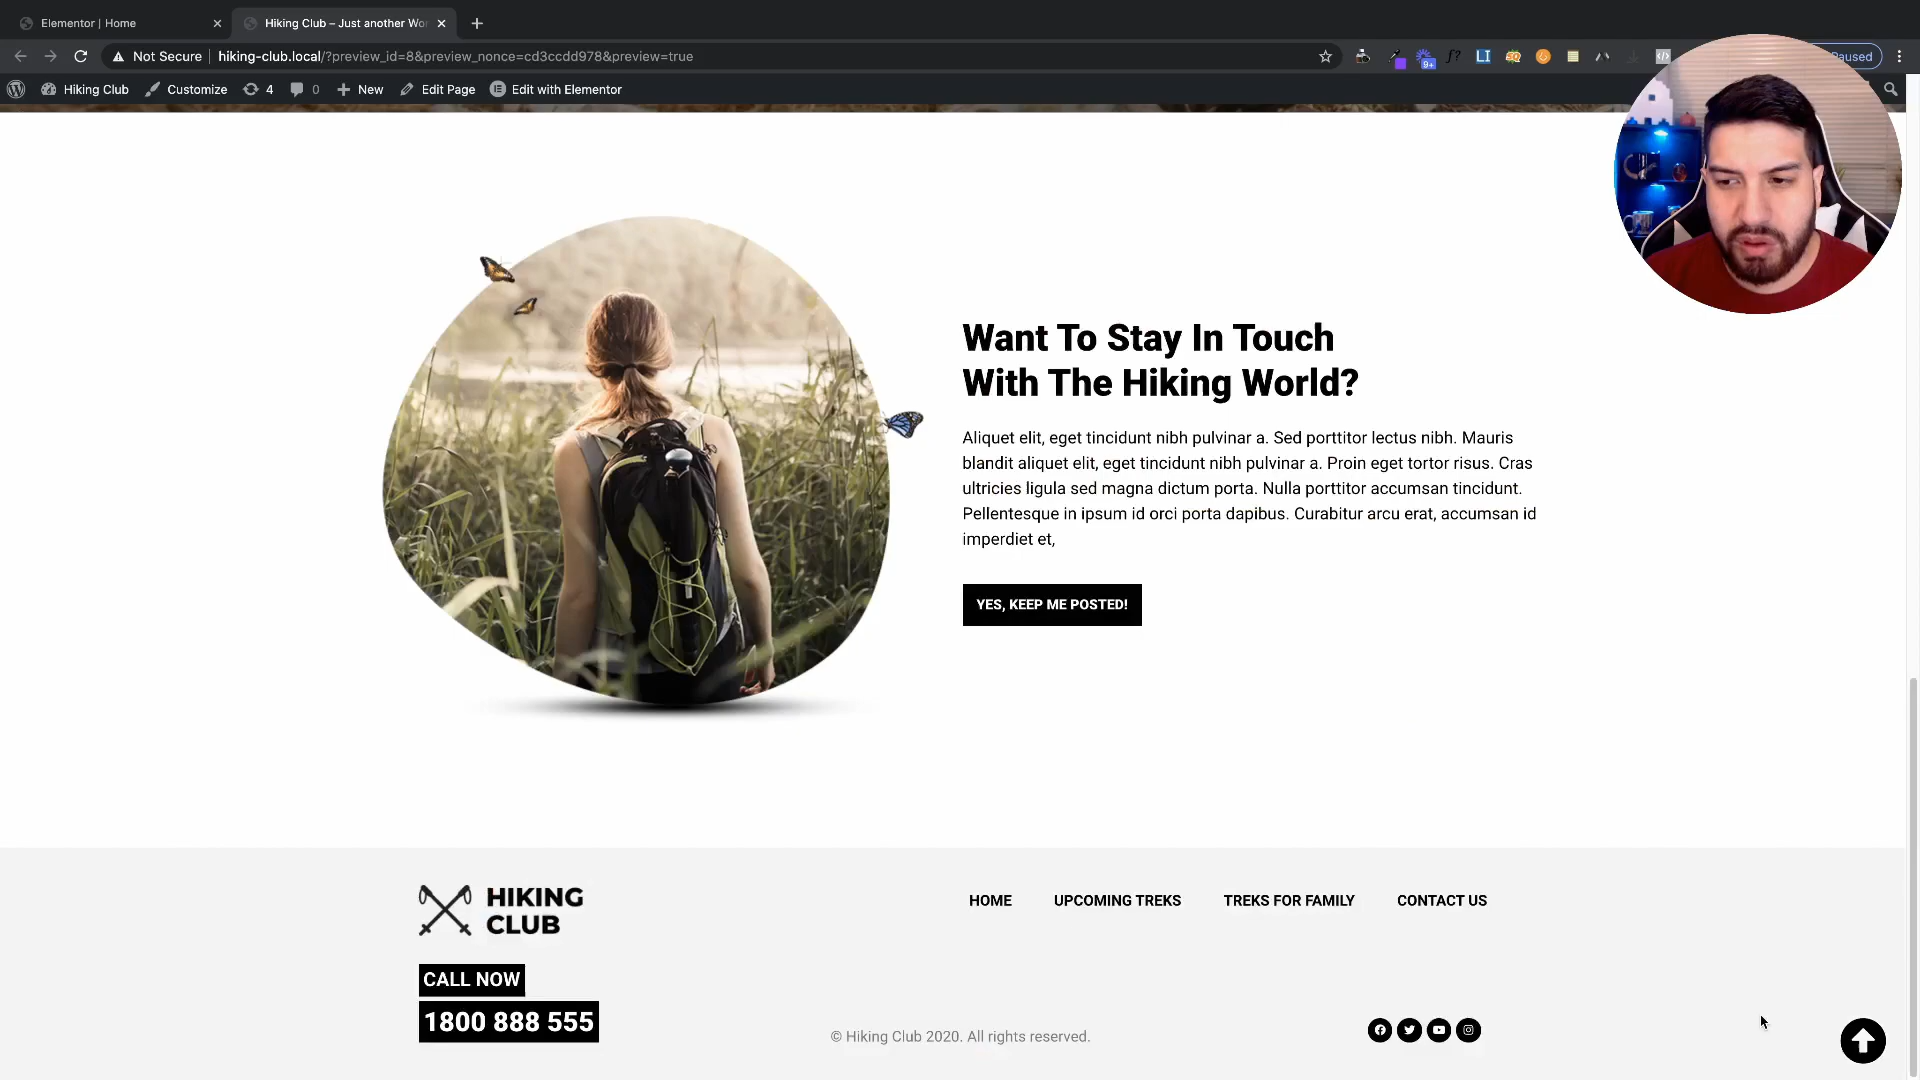 Elementor | Home
Hiking Club – Just another Wor
Not Secure
hiking-club.local/?preview_id=8&preview_nonce=cd3ccdd978&preview=true
9+
f?
LI
Paused
Hiking Club
Customize
4
0
New
Edit Page
Edit with Elementor
Want To Stay In Touch
With The Hiking World?
Aliquet elit, eget tincidunt nibh pulvinar a. Sed porttitor lectus nibh. Mauris
blandit aliquet elit, eget tincidunt nibh pulvinar a. Proin eget tortor risus. Cras
ultricies ligula sed magna dictum porta. Nulla porttitor accumsan tincidunt.
Pellentesque in ipsum id orci porta dapibus. Curabitur arcu erat, accumsan id
imperdiet et,
YES, KEEP ME POSTED!
HIKING
CLUB
HOME
UPCOMING TREKS
TREKS FOR FAMILY
CONTACT US
CALL NOW
1800 888 555
© Hiking Club 2020. All rights reserved.